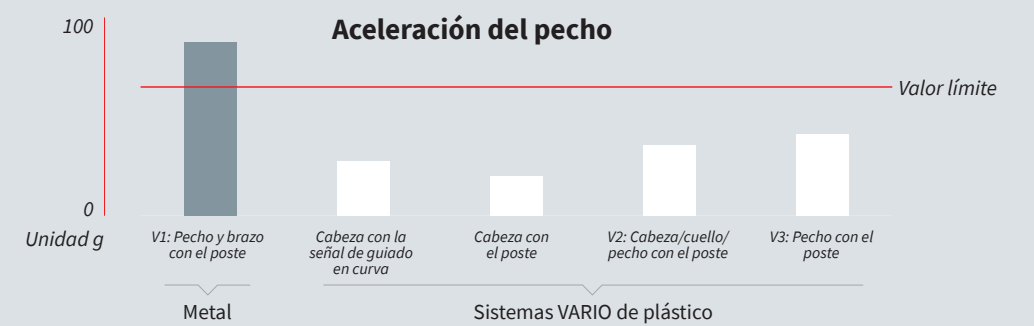 Aceleración del pecho
100
Valor límite
0
Unidad g
V1: Pecho y brazo
con el poste
Cabeza con la
señal de guiado
en curva
Cabeza con
el poste
V2: Cabeza/cuello/
pecho con el poste
V3: Pecho con el
poste
Metal
Sistemas VARIO de plástico